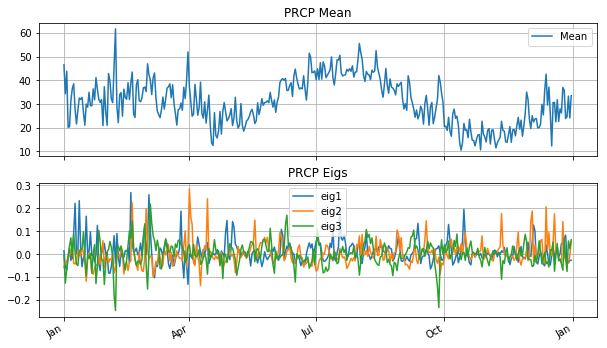 PRCP Mean
60
50
40
30
20
10
Mean
PRCP Eigs
0.3
0.2
0.1
0.0
−0.1
−0.2
eig1
eig2
eig3
Jan
Apr
Jul
Oct
Jan